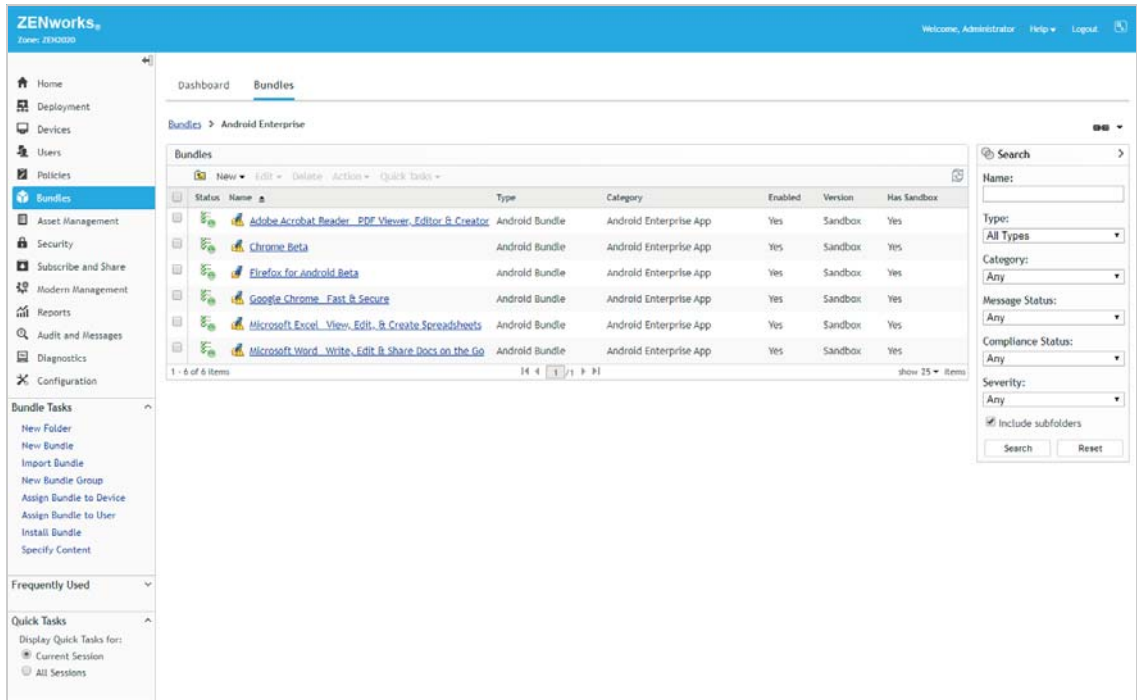 ZENworks®
Zone: ZEN2020
Welcome, Administrator Help Logout
Home
Deployment
Devices
Users
Policies
Bundles
Asset Management
Security
Subscribe and Share
Modern Management
Reports
Audit and Messages
Diagnostics
Configuration
Bundle Tasks
New Folder
New Bundle
Import Bundle
New Bundle Group
Assign Bundle to Device
Assign Bundle to User
Install Bundle
Specify Content
Frequently Used
Quick Tasks
Display Quick Tasks for:
Current Session
All Sessions
Dashboard Bundles
Bundles > Android Enterprise
Bundles
New Edit Delete Action Quick Tasks
Status Name Type Category Enabled Version Has Sandbox
Adobe Acrobat Reader PDF Viewer, Editor & Creator Android Bundle Android Enterprise App Yes Sandbox Yes
Chrome Beta Android Bundle Android Enterprise App Yes Sandbox Yes
Firefox for Android Beta Android Bundle Android Enterprise App Yes Sandbox Yes
Google Chrome Fast & Secure Android Bundle Android Enterprise App Yes Sandbox Yes
Microsoft Excel View, Edit, & Create Spreadsheets Android Bundle Android Enterprise App Yes Sandbox Yes
Microsoft Word Write, Edit & Share Docs on the Go Android Bundle Android Enterprise App Yes Sandbox Yes
1 - 6 of 6 items 1 /1 show 25 items
Search
Name:
Type:
All Types
Category:
Any
Message Status:
Any
Compliance Status:
Any
Severity:
Any
Include subfolders
Search Reset